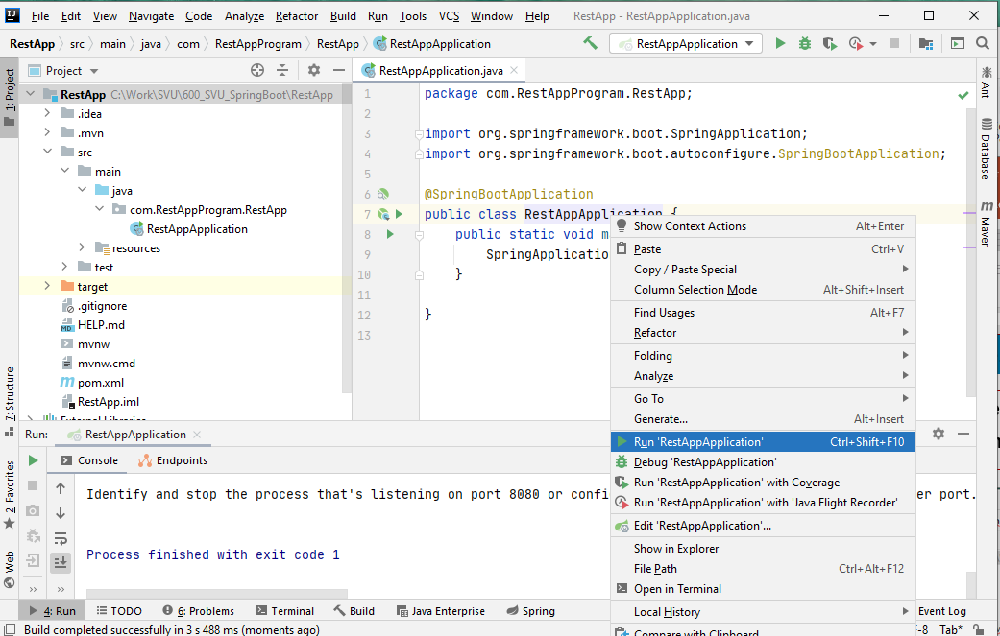 File Edit View Navigate Code Analyze Refactor Build Run Tools VCS Window Help RestApp - RestAppApplication.java
RestApp src main java com RestAppProgram RestApp RestAppApplication RestAppApplication
1: Project
Project
RestApp C:\Work\SVU\600_SVU_SpringBoot\RestApp
.idea
.mvn
src
main
java
com.RestAppProgram.RestApp
RestAppApplication
resources
test
target
.gitignore
HELP.md
mvnw
mvnw.cmd
pom.xml
RestApp.iml
External Libraries
RestAppApplication.java
1 package com.RestAppProgram.RestApp;
2
3 import org.springframework.boot.SpringApplication;
4 import org.springframework.boot.autoconfigure.SpringBootApplication;
5
6 @SpringBootApplication
7 public class RestAppApplication {
8 public static void m
9 SpringApplicatio
10 }
11
12 }
13
Ant
Database
Maven
Show Context Actions Alt+Enter
Paste Ctrl+V
Copy / Paste Special
Column Selection Mode Alt+Shift+Insert
Find Usages Alt+F7
Refactor
Folding
Analyze
Go To
Generate... Alt+Insert
Run 'RestAppApplication' Ctrl+Shift+F10
Debug 'RestAppApplication'
Run 'RestAppApplication' with Coverage
Run 'RestAppApplication' with 'Java Flight Recorder'
Edit 'RestAppApplication'...
Show in Explorer
File Path Ctrl+Alt+F12
Open in Terminal
Local History
Compare with Clipboard
7: Structure
2: Favorites
Web
Run: RestAppApplication
Console Endpoints
Identify and stop the process that's listening on port 8080 or confi er port.
Process finished with exit code 1
4: Run TODO 6: Problems Terminal Build Java Enterprise Spring Event Log
Build completed successfully in 3 s 488 ms (moments ago) F-8 Tab*